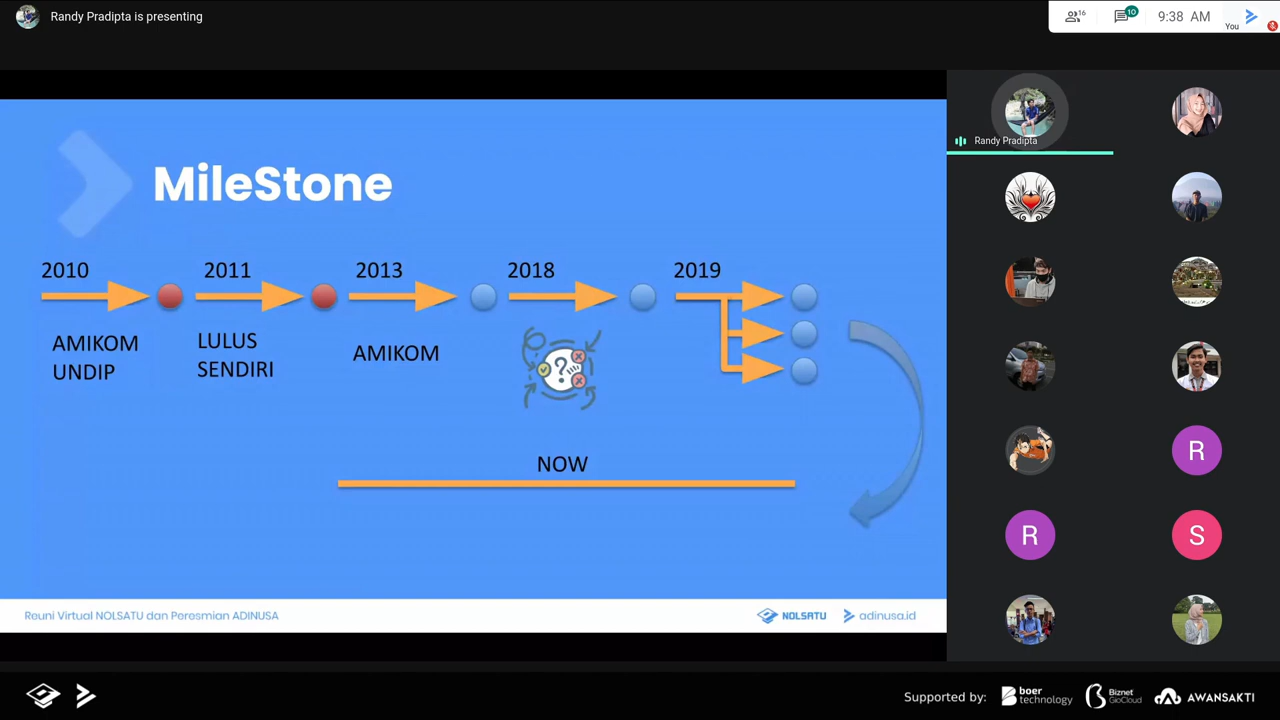 Randy Pradipta is presenting
16
10
9:38 AM
You
MileStone
2010
2011
2013
2018
2019
AMIKOM
UNDIP
LULUS
SENDIRI
AMIKOM
?
NOW
Reuni Virtual NOLSATU dan Peresmian ADINUSA
NOLSATU
adinusa.id
Randy Pradipta
R
R
S
Supported by:
boer
technology
Biznet
GioCloud
AWANSAKTI